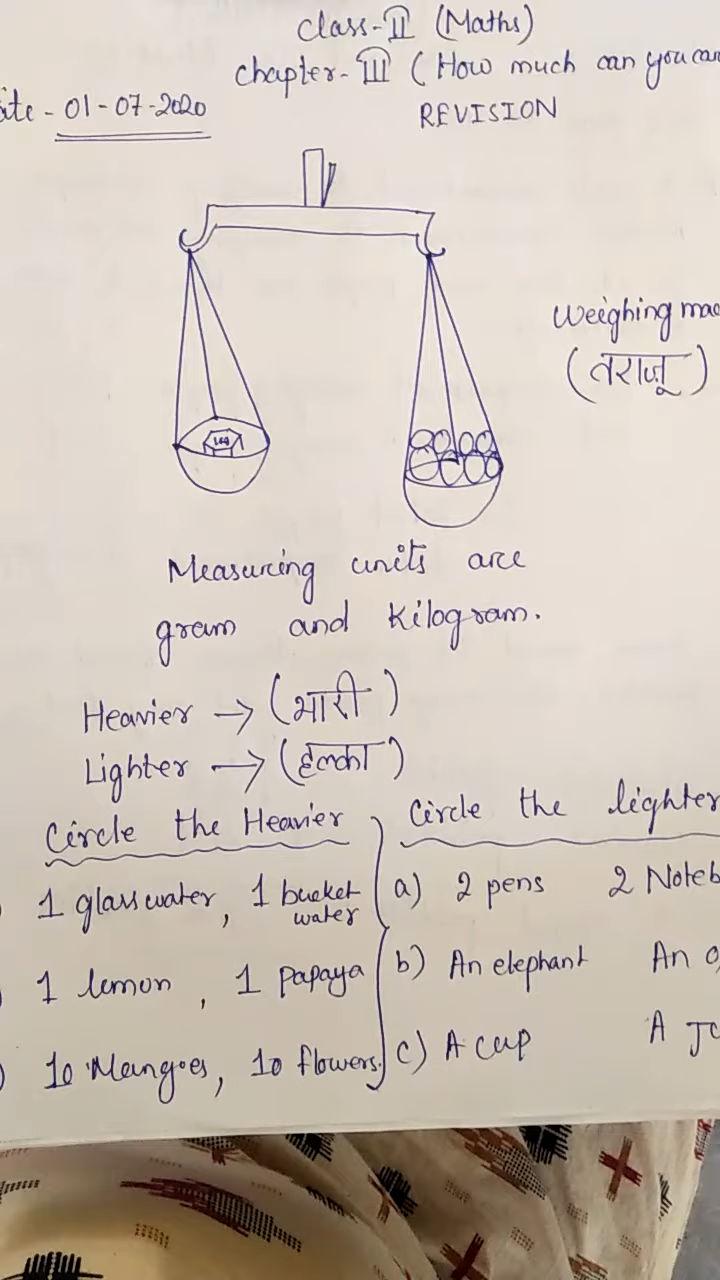 Class-II (Maths)
Chapter-III (How much can you
Date - 01-07-2020
REVISION
Weighing
(तराजू)
1kg
Measuring units are
gram and kilogram.
Heavier → (भारी)
Lighter → (हल्का)
Circle the Heavier
1 glass water, 1 bucket water
1 lemon, 1 papaya
10 Mangoes, 10 flowers.
Circle the lighter
a) 2 pens 2
b) An elephant An
c) A cup A